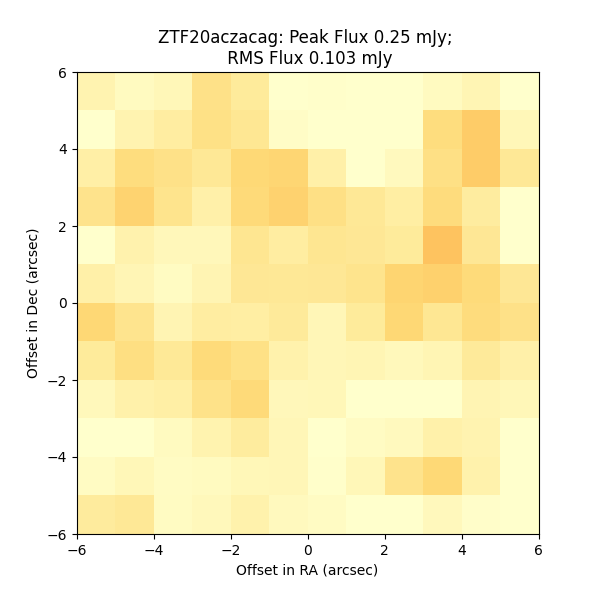 ZTF20aczacag: Peak Flux 0.25 mJy;
RMS Flux 0.103 mJy
6
4
2
0
−2
−4
−6
Offset in Dec (arcsec)
−6 −4 −2 0 2 4 6
Offset in RA (arcsec)